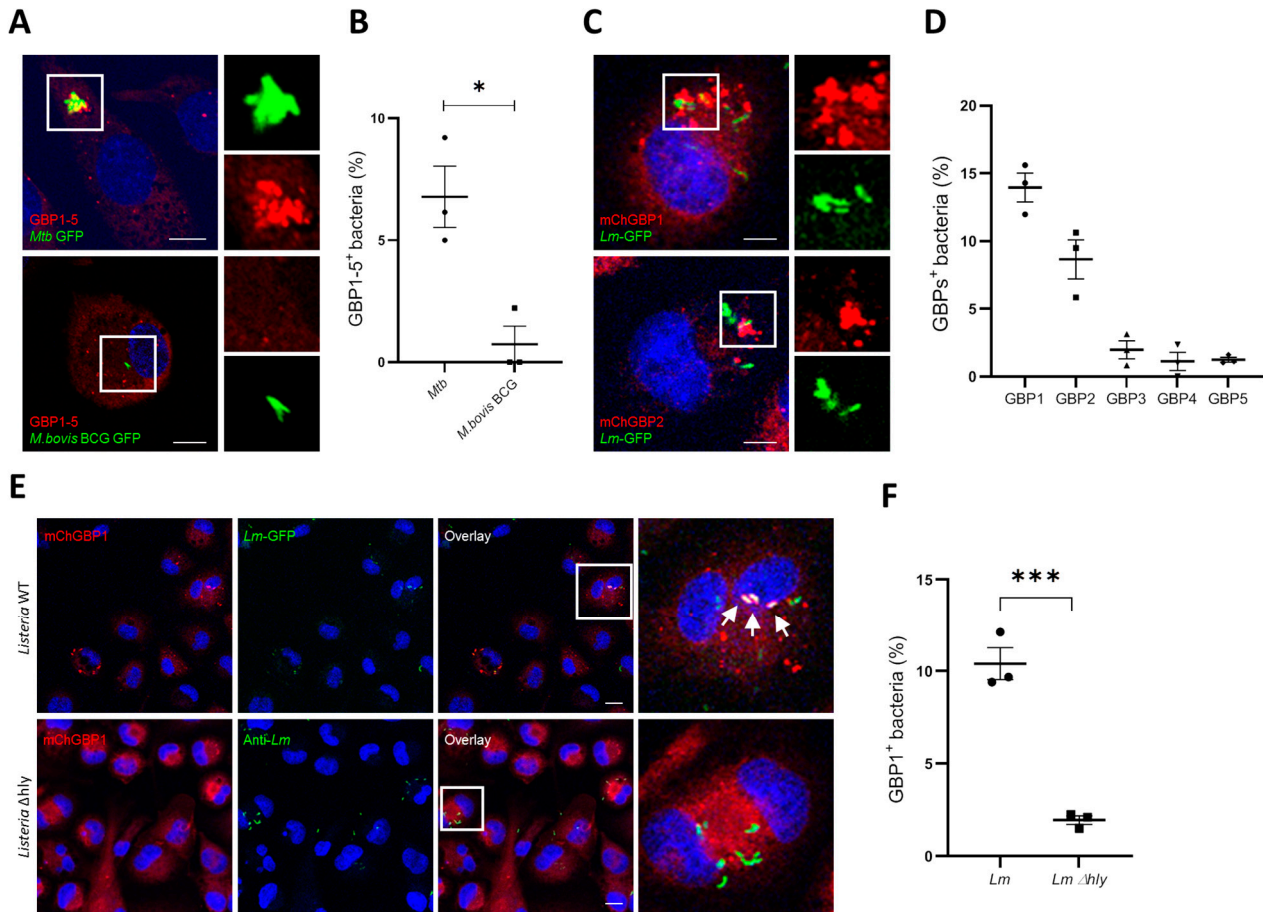 A
GBP1-5
Mtb GFP
GBP1-5
M.bovis BCG GFP
B
*
GBP1-5+ bacteria (%)
10
5
0
Mtb
M.bovis BCG
C
mChGBP1
Lm-GFP
mChGBP2
Lm-GFP
D
GBPs+ bacteria (%)
20
15
10
5
0
GBP1 GBP2 GBP3 GBP4 GBP5
E
Listeria WT
mChGBP1
Lm-GFP
Overlay
Listeria Δhly
mChGBP1
Anti-Lm
Overlay
F
***
GBP1+ bacteria (%)
15
10
5
0
Lm
Lm Δhly